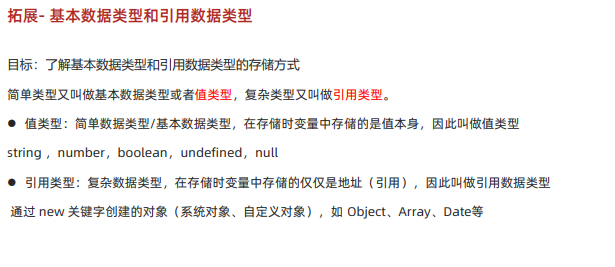 拓展- 基本数据类型和引用数据类型
目标：了解基本数据类型和引用数据类型的存储方式
简单类型又叫做基本数据类型或者值类型，复杂类型又叫做引用类型。
● 值类型：简单数据类型/基本数据类型，在存储时变量中存储的是值本身，因此叫做值类型
string ，number，boolean，undefined，null
● 引用类型：复杂数据类型，在存储时变量中存储的仅仅是地址（引用），因此叫做引用数据类型
通过 new 关键字创建的对象（系统对象、自定义对象），如 Object、Array、Date等